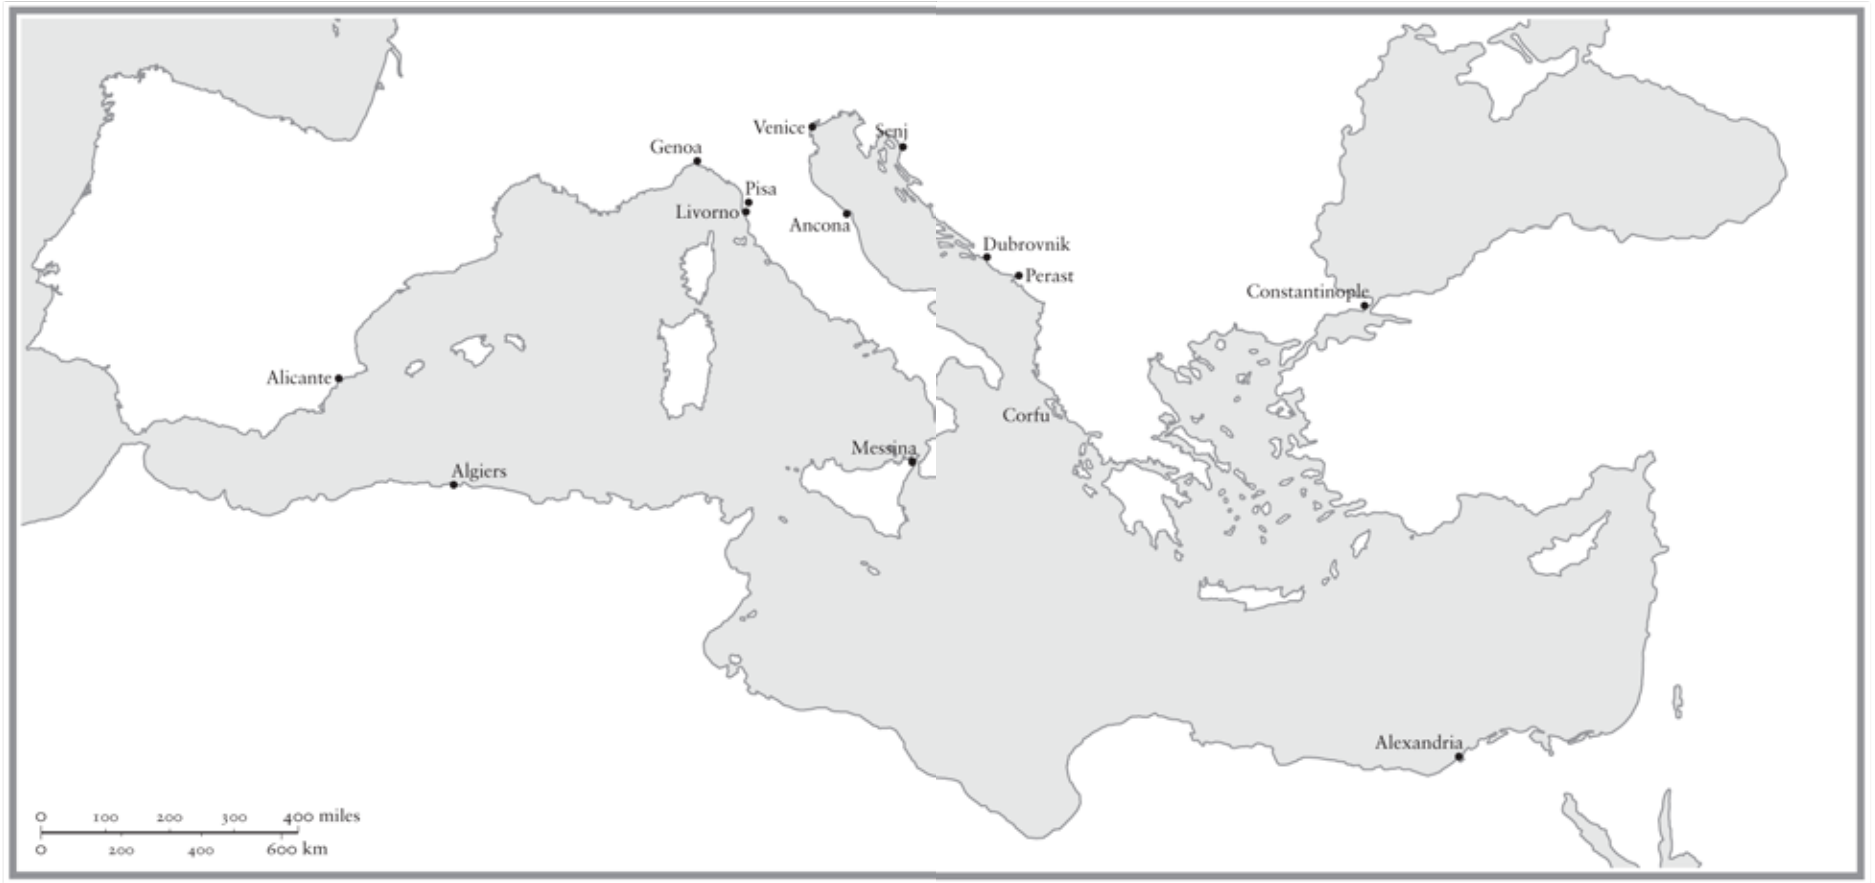 Venice
Senj
Genoa
Pisa
Livorno
Ancona
Dubrovnik
Perast
Constantinople
Alicante
Corfu
Messina
Algiers
Alexandria
0 100 200 300 400 miles
0 200 400 600 km